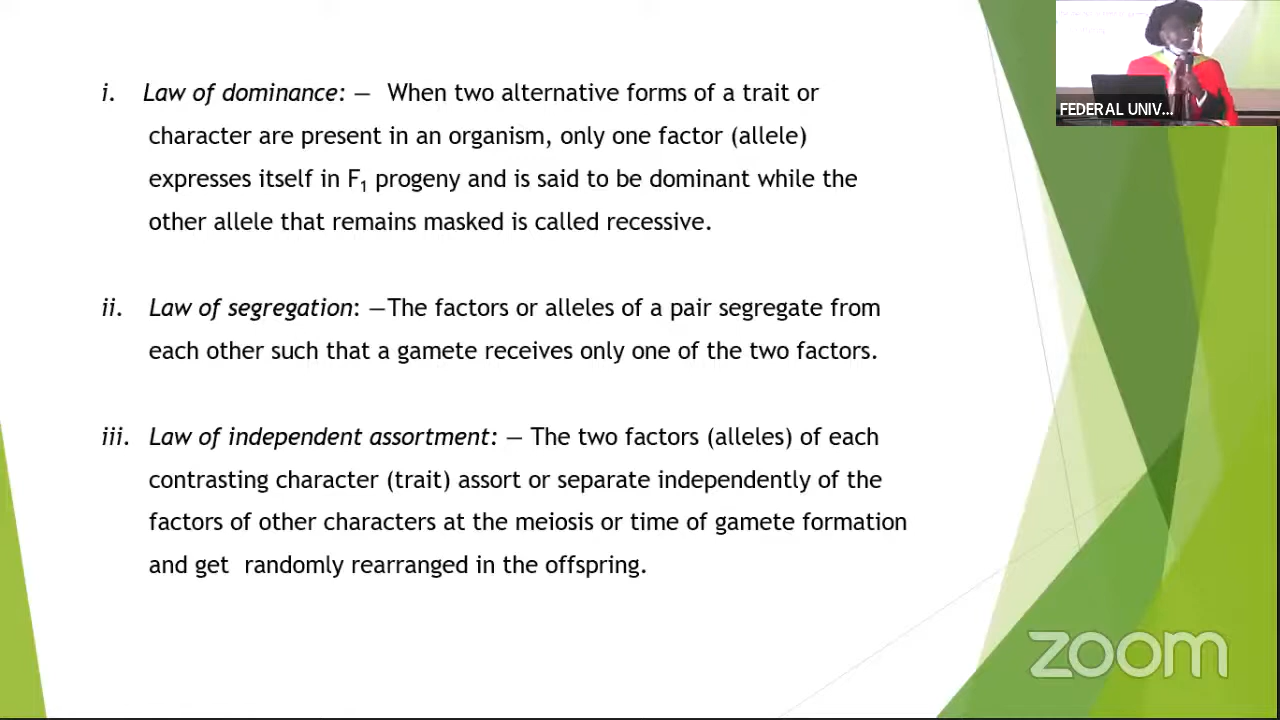 i. Law of dominance: — When two alternative forms of a trait or
character are present in an organism, only one factor (allele)
expresses itself in F₁ progeny and is said to be dominant while the
other allele that remains masked is called recessive.
ii. Law of segregation: —The factors or alleles of a pair segregate from
each other such that a gamete receives only one of the two factors.
iii. Law of independent assortment: — The two factors (alleles) of each
contrasting character (trait) assort or separate independently of the
factors of other characters at the meiosis or time of gamete formation
and get randomly rearranged in the offspring.
FEDERAL UNIV...
zoom